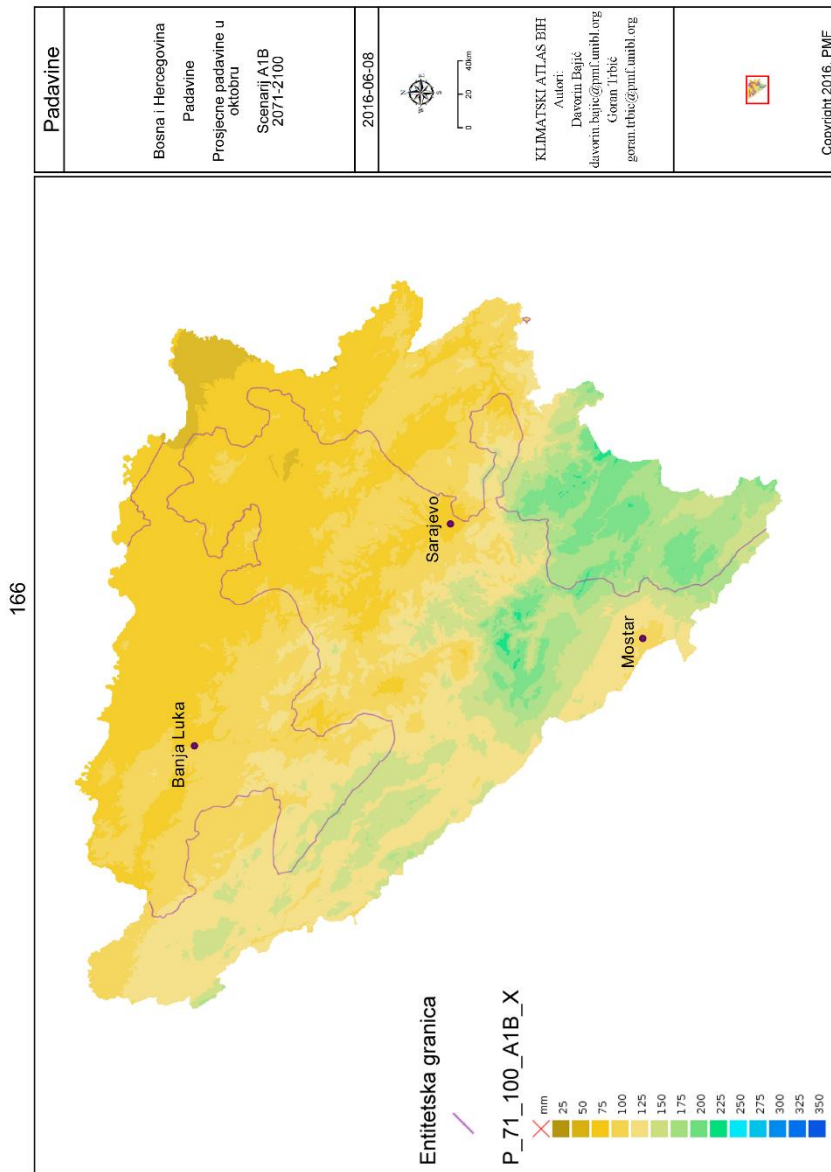 166
Padavine
Bosna i Hercegovina
Padavine
Prosjecne padavine u
oktobru
Scenarij A1B
2071-2100
2016-06-08
N
W E
S
0 20 40km
KLIMATSKI ATLAS BIH
Autori:
Davorin Bajić
davorin.bajic@pmf.unibl.org
Goran Trbić
goran.trbic@pmf.unibl.org
Copyright 2016, PMF
Banja Luka
Sarajevo
Mostar
Entitetska granica
P_71_100_A1B_X
mm
25
50
75
100
125
150
175
200
225
250
275
300
325
350